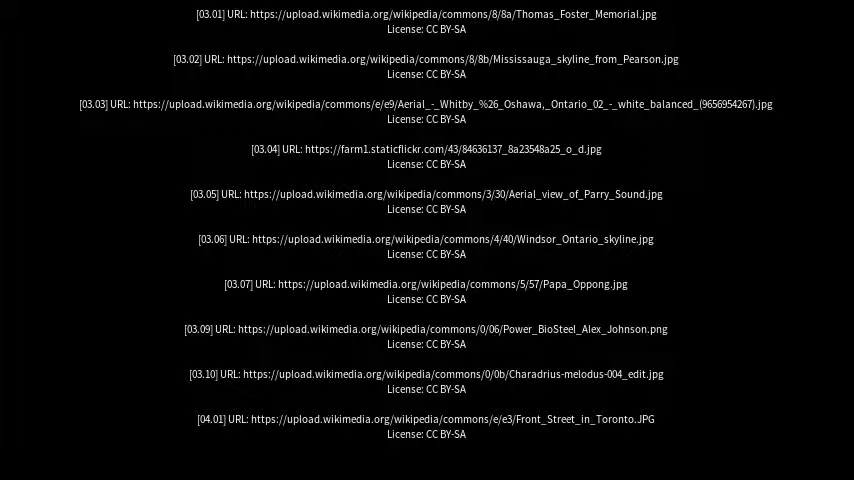 [03.01] URL: https://upload.wikimedia.org/wikipedia/commons/8/8a/Thomas_Foster_Memorial.jpg
License: CC BY-SA
[03.02] URL: https://upload.wikimedia.org/wikipedia/commons/8/8b/Mississauga_skyline_from_Pearson.jpg
License: CC BY-SA
[03.03] URL: https://upload.wikimedia.org/wikipedia/commons/e/e9/Aerial_-_Whitby_%26_Oshawa,_Ontario_02_-_white_balanced_(9656954267).jpg
License: CC BY-SA
[03.04] URL: https://farm1.staticflickr.com/43/84636137_8a23548a25_o_d.jpg
License: CC BY-SA
[03.05] URL: https://upload.wikimedia.org/wikipedia/commons/3/30/Aerial_view_of_Parry_Sound.jpg
License: CC BY-SA
[03.06] URL: https://upload.wikimedia.org/wikipedia/commons/4/40/Windsor_Ontario_skyline.jpg
License: CC BY-SA
[03.07] URL: https://upload.wikimedia.org/wikipedia/commons/5/57/Papa_Oppong.jpg
License: CC BY-SA
[03.09] URL: https://upload.wikimedia.org/wikipedia/commons/0/06/Power_BioSteel_Alex_Johnson.png
License: CC BY-SA
[03.10] URL: https://upload.wikimedia.org/wikipedia/commons/0/0b/Charadrius-melodus-004_edit.jpg
License: CC BY-SA
[04.01] URL: https://upload.wikimedia.org/wikipedia/commons/e/e3/Front_Street_in_Toronto.JPG
License: CC BY-SA